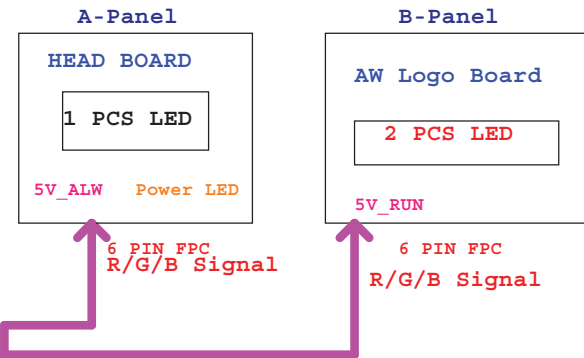 A-Panel
HEAD BOARD
1 PCS LED
5V_ALW Power LED
6 PIN FPC
R/G/B Signal
B-Panel
AW Logo Board
2 PCS LED
5V_RUN
6 PIN FPC
R/G/B Signal